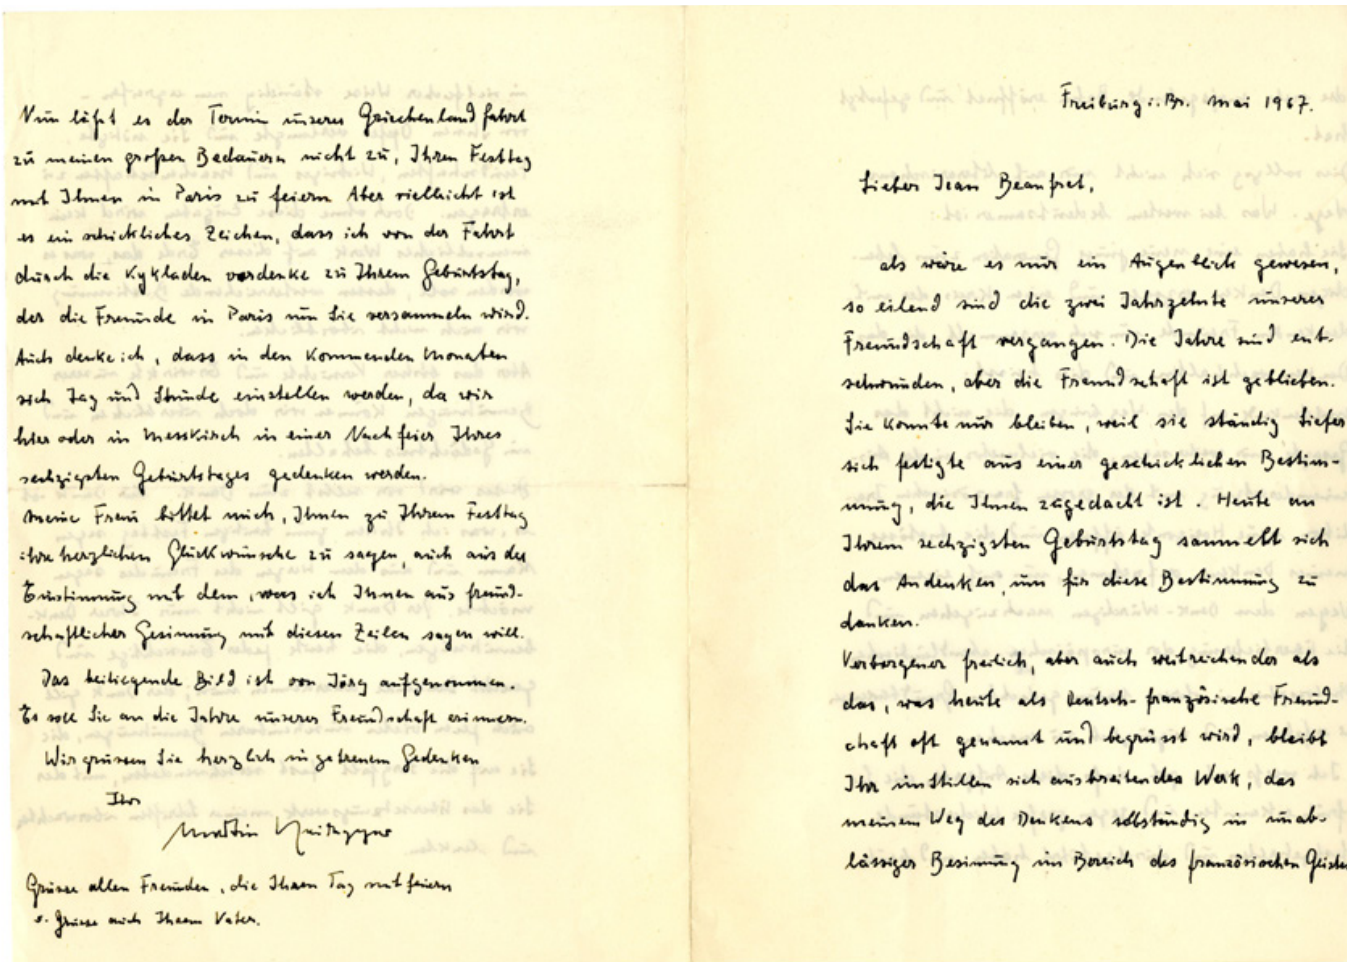 Freiburg i. Br. Mai 1967.
Lieber Jean Beaufret,
als wäre es nur ein Augenblick gewesen,
so eilend sind die zwei Jahrzehnte unserer
Freundschaft vergangen. Die Jahre sind ent-
schwunden, aber die Freundschaft ist geblieben.
Sie konnte nur bleiben, weil sie ständig tiefer
sich festigte aus einer geschicklichen Bestim-
mung, die Ihnen zugedacht ist. Heute an
Ihrem sechzigsten Geburtstag sammelt sich
das Andenken, um für diese Bestimmung zu
danken.
Verborgener freilich, aber auch weitreichender als
das, was heute als Deutsch-französische Freund-
schaft oft genannt und begrüsst wird, bleibt
Ihr im Stillen sich ausbreitendes Werk, das
meinem Weg des Denkens selbständig in unab-
lässiger Besinnung im Bereich des französischen Geistes
Nun läßt es der Termin unserer Griechenlandfahrt
zu meinem großen Bedauern nicht zu, Ihren Festtag
mit Ihnen in Paris zu feiern. Aber vielleicht ist
es ein schickliches Zeichen, dass ich von der Fahrt
durch die Kykladen vordenke zu Ihrem Geburtstag,
der die Freunde in Paris um Sie versammeln wird.
Auch denke ich, dass in den kommenden Monaten
sich Tag und Stunde einstellen werden, da wir
hier oder in Messkirch in einer Nachfeier Ihres
sechzigsten Geburtstages gedenken werden.
Meine Frau bittet mich, Ihnen zu Ihrem Festtag
ihre herzlichen Glückwünsche zu sagen, auch aus der
Einstimmung mit dem, was ich Ihnen aus freund-
schaftlicher Gesinnung mit diesen Zeilen sagen will.
Das beiliegende Bild ist von Jörg aufgenommen.
Es soll Sie an die Jahre unserer Freundschaft erinnern.
Wir grüssen Sie herzlich in getreuem Gedenken
Ihr
Martin Heidegger
Grüsse allen Freunden, die Ihren Tag mit feiern
u. Grüsse auch Ihrem Vater.